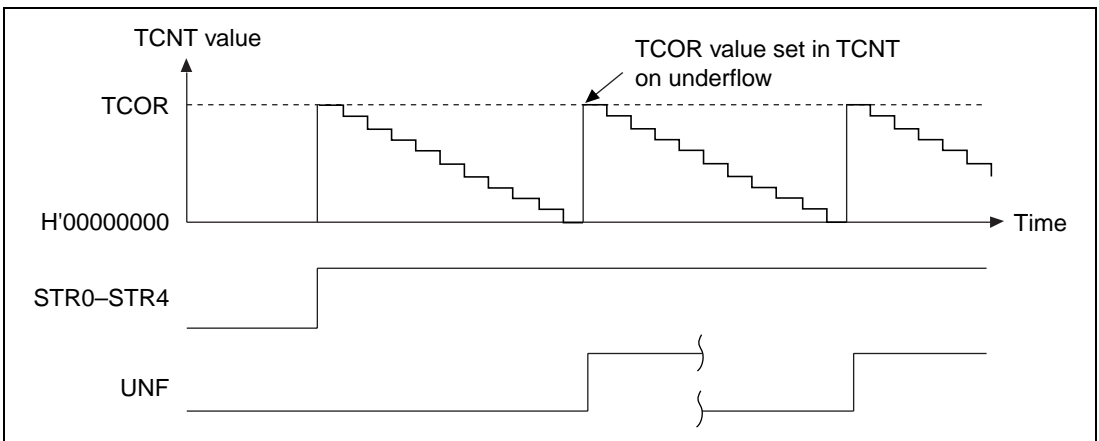 TCNT value
TCOR value set in TCNT
on underflow
TCOR
H'00000000
Time
STR0–STR4
UNF